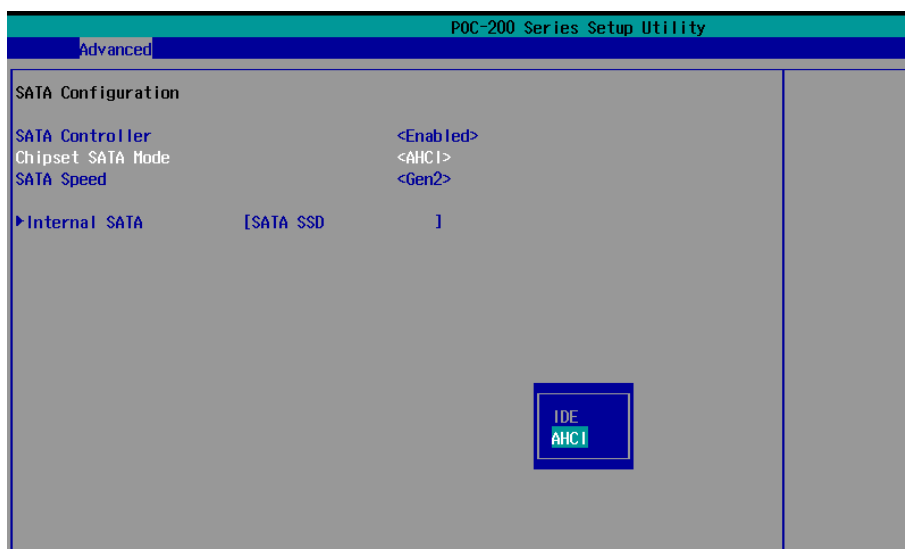 POC-200 Series Setup Utility
Advanced
SATA Configuration
SATA Controller <Enabled>
Chipset SATA Mode <AHCI>
SATA Speed <Gen2>
▶Internal SATA [SATA SSD ]
IDE
AHCI